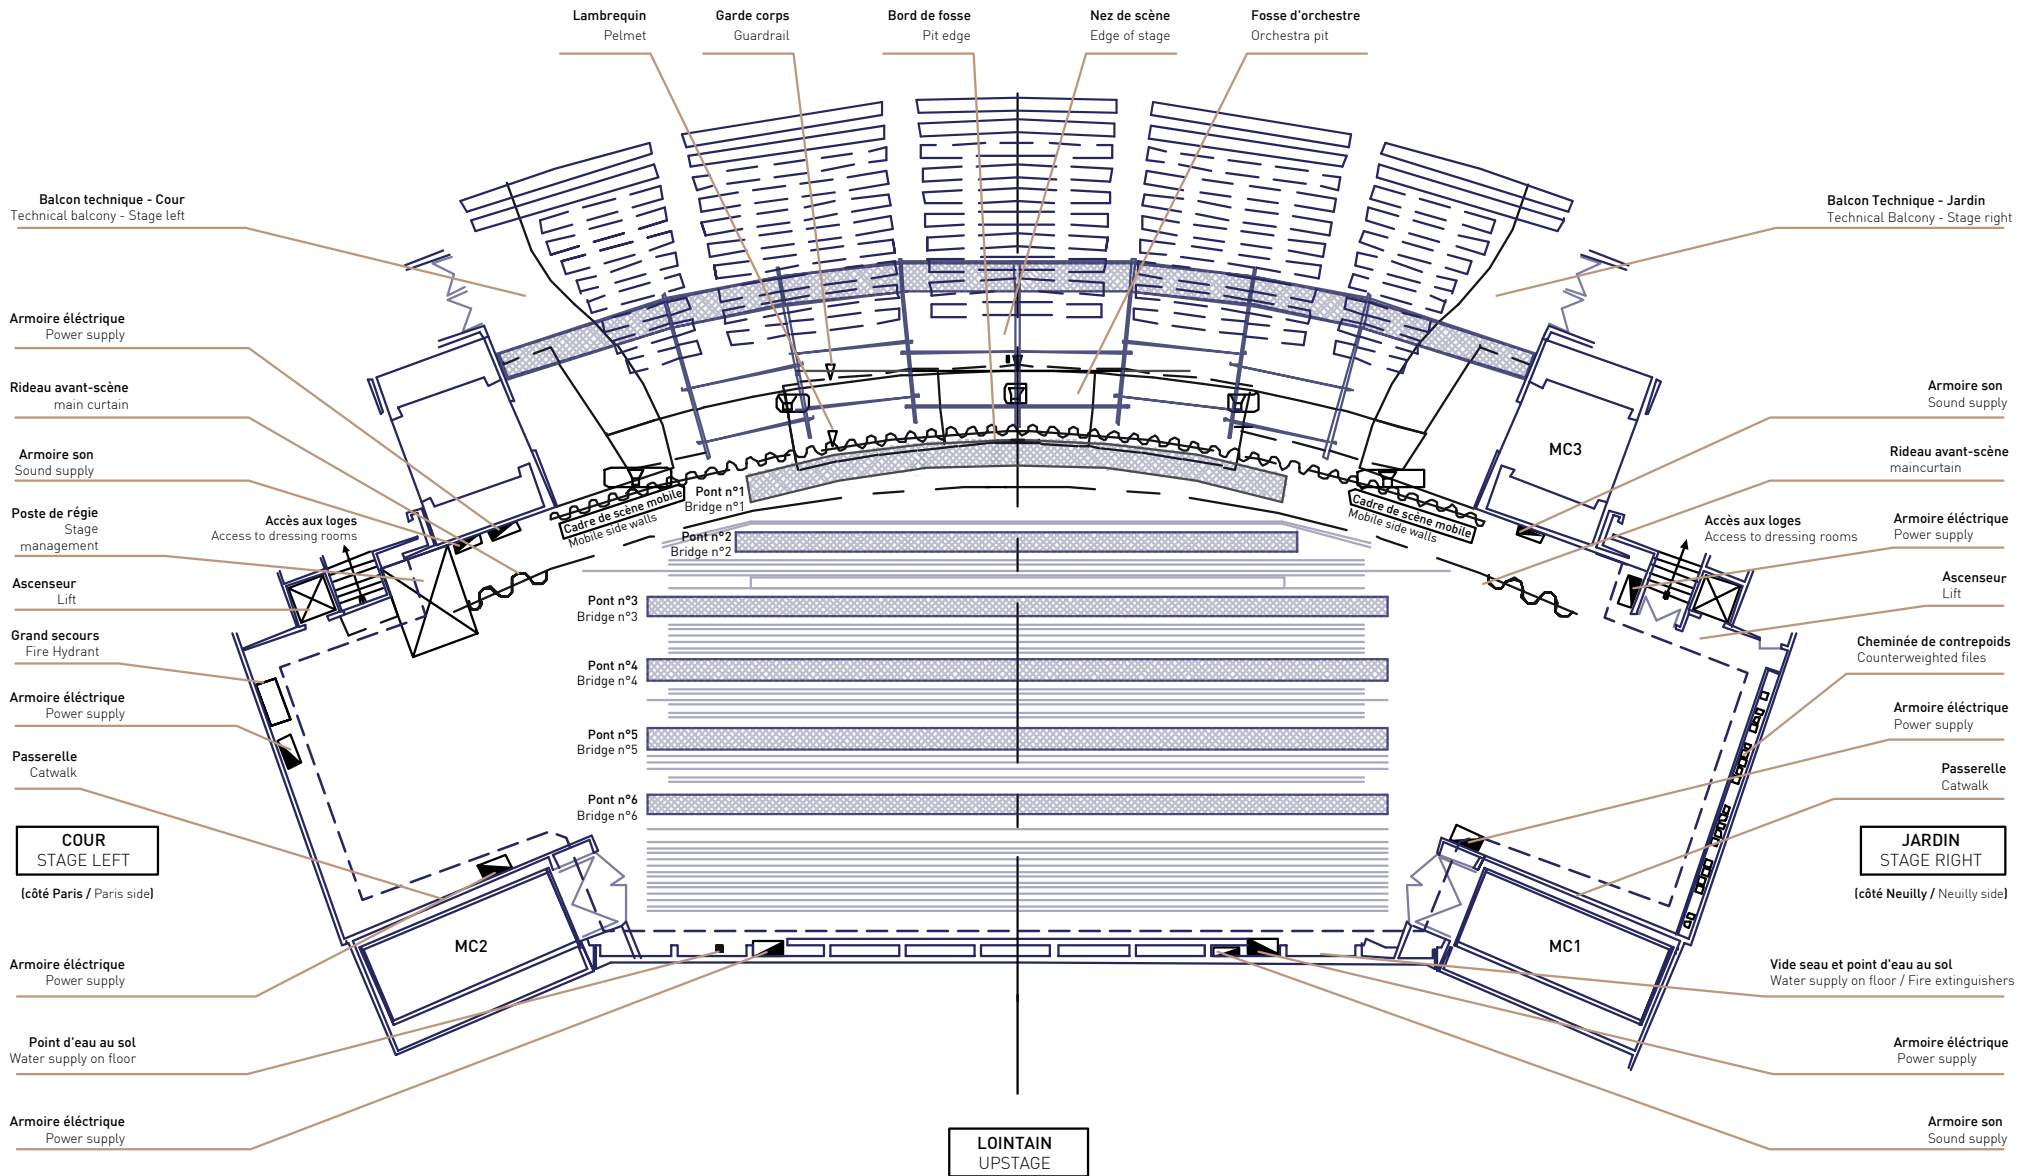 Lambrequin
Pelmet
Garde corps
Guardrail
Bord de fosse
Pit edge
Nez de scène
Edge of stage
Fosse d'orchestre
Orchestra pit
Balcon technique - Cour
Technical balcony - Stage left
Armoire éléctrique
Power supply
Rideau avant-scène
main curtain
Armoire son
Sound supply
Poste de régie
Stage
management
Accès aux loges
Access to dressing rooms
Ascenseur
Lift
Grand secours
Fire Hydrant
Armoire éléctrique
Power supply
Passerelle
Catwalk
COUR
STAGE LEFT
(côté Paris / Paris side)
Armoire éléctrique
Power supply
Point d'eau au sol
Water supply on floor
Armoire éléctrique
Power supply
MC2
Cadre de scène mobile
Mobile side walls
Pont n°1
Bridge n°1
Pont n°2
Bridge n°2
Pont n°3
Bridge n°3
Pont n°4
Bridge n°4
Pont n°5
Bridge n°5
Pont n°6
Bridge n°6
Cadre de scène mobile
Mobile side walls
LOINTAIN
UPSTAGE
MC3
MC1
Balcon Technique - Jardin
Technical Balcony - Stage right
Armoire son
Sound supply
Rideau avant-scène
maincurtain
Accès aux loges
Access to dressing rooms
Armoire éléctrique
Power supply
Ascenseur
Lift
Cheminée de contrepoids
Counterweighted files
Armoire éléctrique
Power supply
Passerelle
Catwalk
JARDIN
STAGE RIGHT
(côté Neuilly / Neuilly side)
Vide seau et point d'eau au sol
Water supply on floor / Fire extinguishers
Armoire éléctrique
Power supply
Armoire son
Sound supply